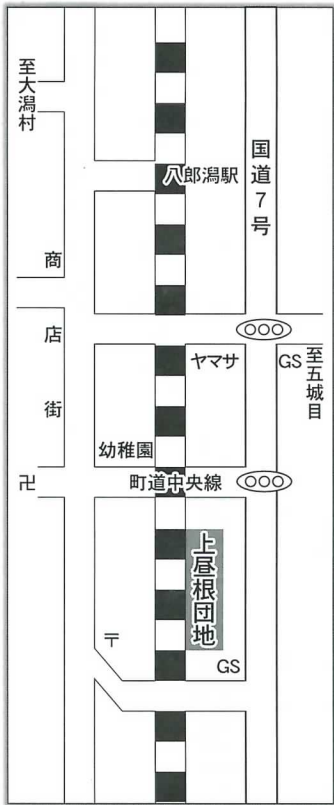 至大潟村
八郎潟駅
国道7号
商店街
ヤマサ
GS
至五城目
幼稚園
卍
町道中央線
上昼根団地
〒
GS